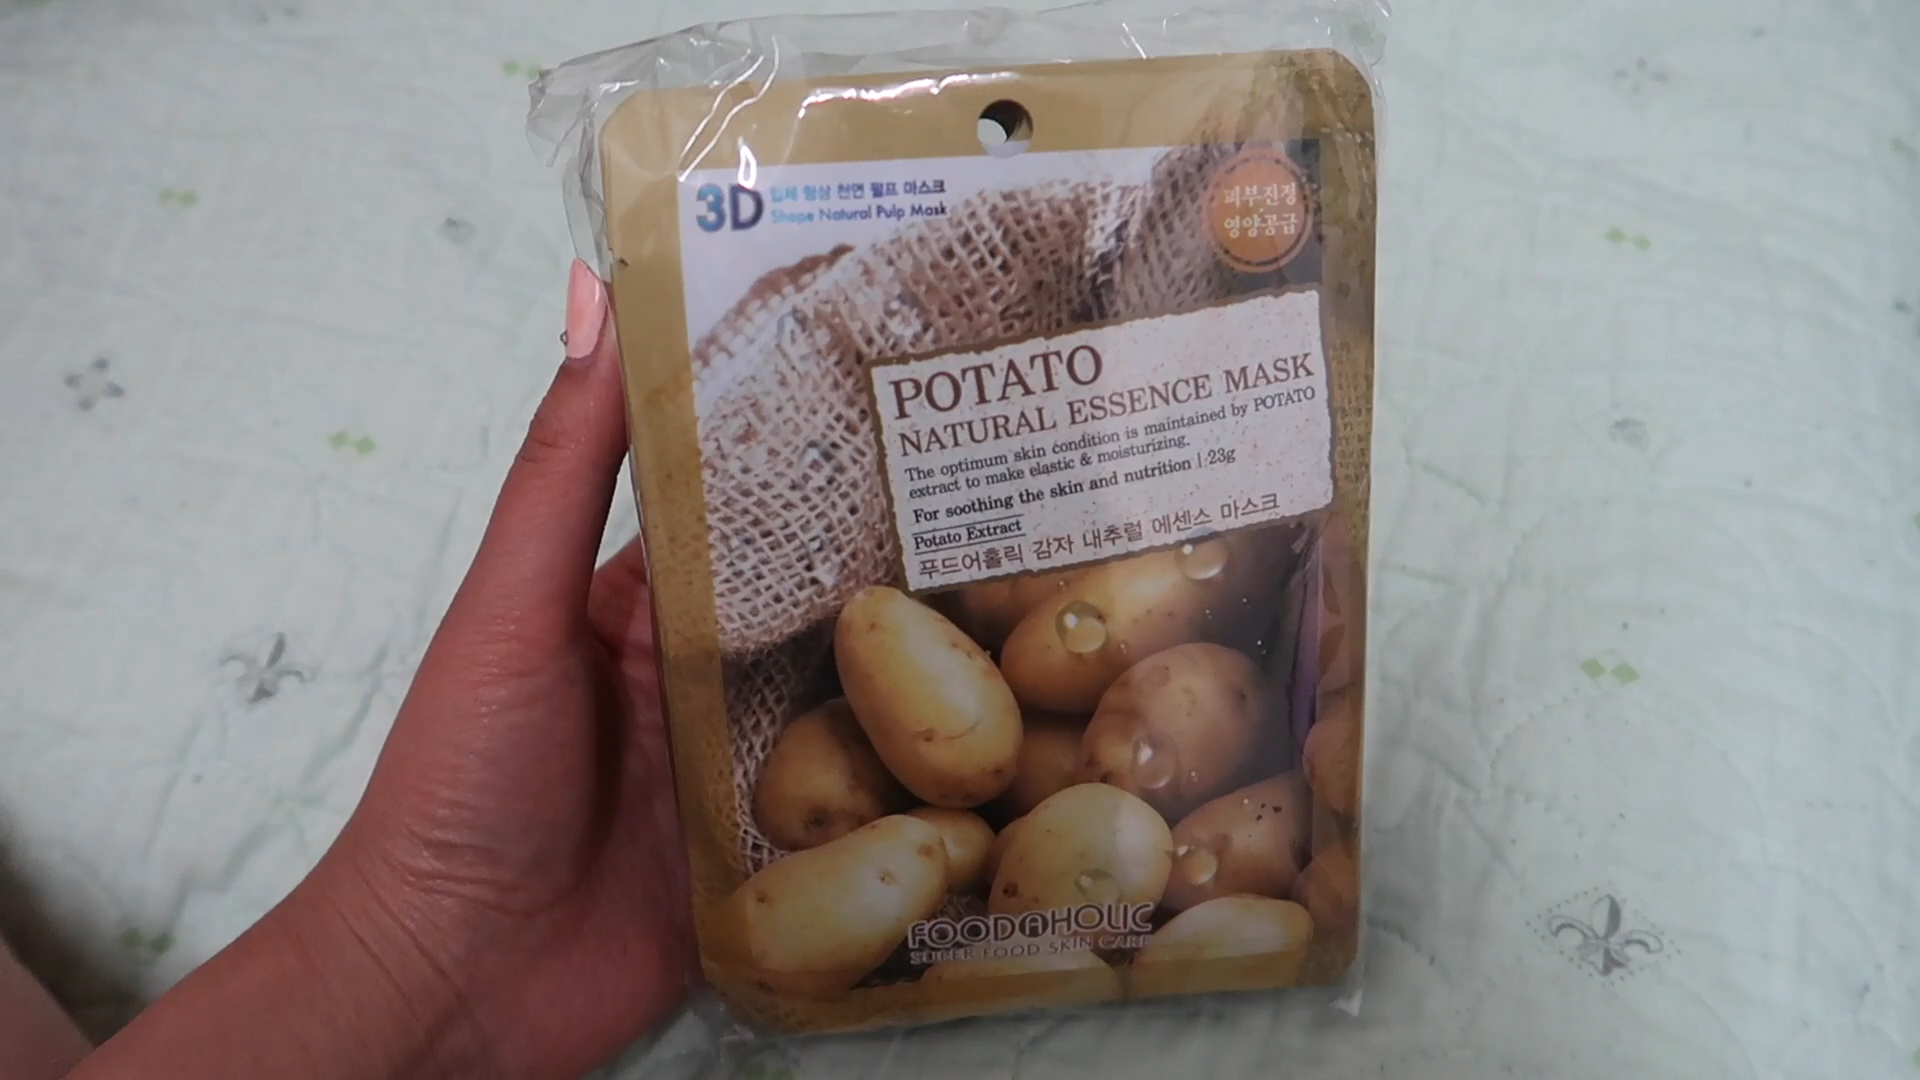 3D
입체 형상 천연 펄프 마스크
Shape Natural Pulp Mask
피부진정
영양공급
POTATO
NATURAL ESSENCE MASK
The optimum skin condition is maintained by POTATO
extract to make elastic & moisturizing.
For soothing the skin and nutrition | 23g
Potato Extract
푸드어홀릭 감자 내추럴 에센스 마스크
FOODAHOLIC
SUPER FOOD SKIN CARE